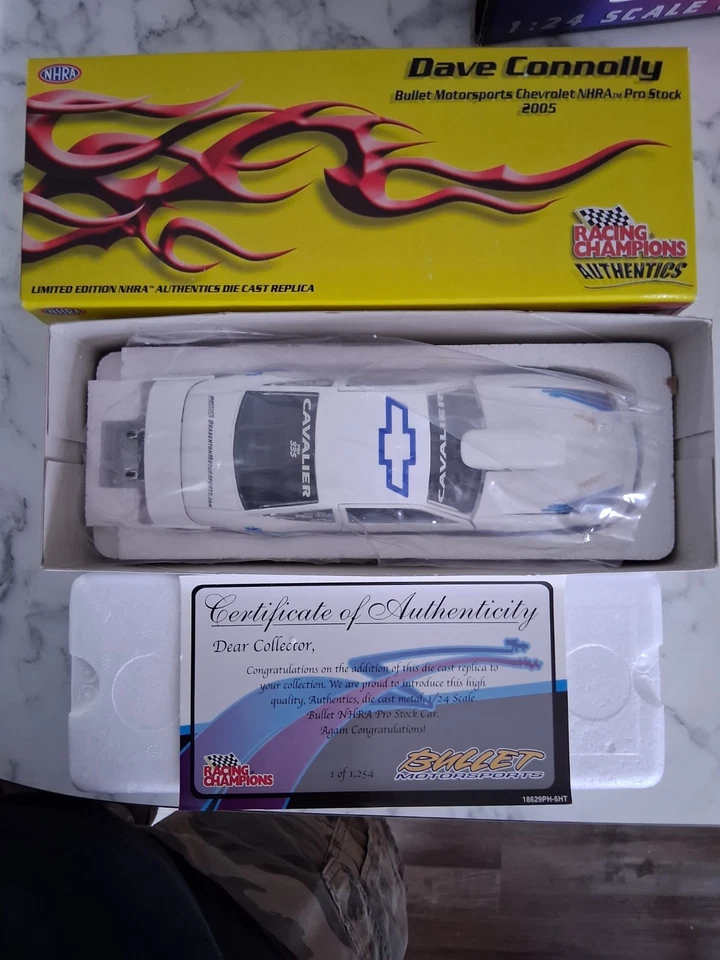 1:24 SCALE
NHRA
Dave Connolly
Bullet Motorsports Chevrolet NHRA™ Pro Stock
2005
RACING
CHAMPIONS
AUTHENTICS
LIMITED EDITION NHRA™ AUTHENTICS DIE CAST REPLICA
NHRA
CAVALIER
335
CAVALIER
Certificate of Authenticity
Dear Collector,
Congratulations on the addition of this die cast replica to
your collection. We are proud to introduce this high
quality, Authentics, die cast metal, 1/24 Scale
Bullet NHRA Pro Stock Car.
Again Congratulations!
RACING
CHAMPIONS
1 of 1,254
BULLET
MOTORSPORTS
18629PH-6HT